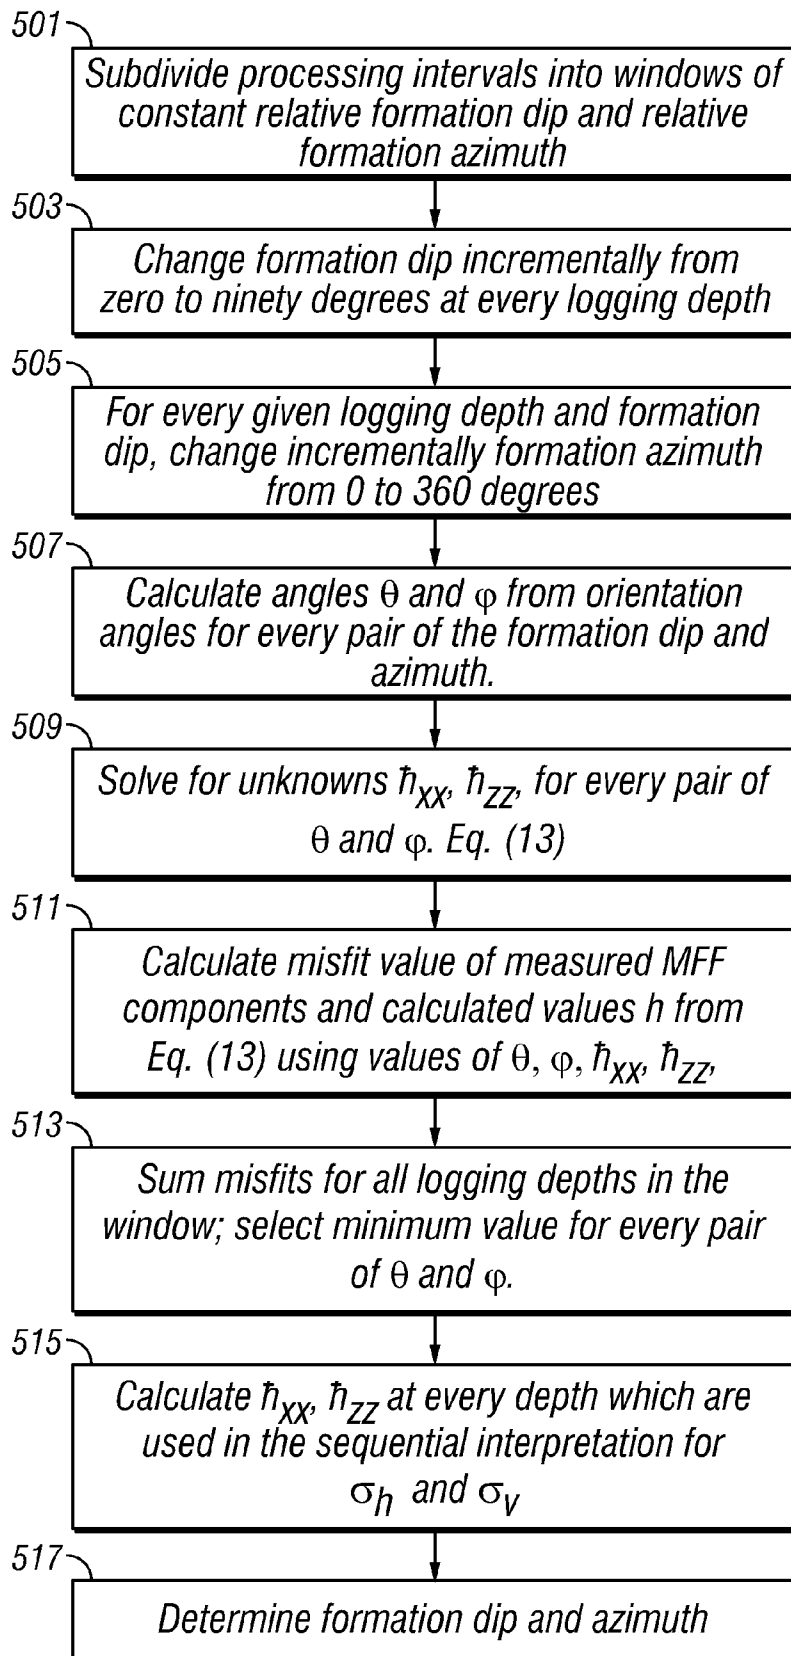 501
Subdivide processing intervals into windows of
constant relative formation dip and relative
formation azimuth
503
Change formation dip incrementally from
zero to ninety degrees at every logging depth
505
For every given logging depth and formation
dip, change incrementally formation azimuth
from 0 to 360 degrees
507
Calculate angles θ and φ from orientation
angles for every pair of the formation dip and
azimuth.
509
Solve for unknowns ħxx, ħzz, for every pair of
θ and φ. Eq. (13)
511
Calculate misfit value of measured MFF
components and calculated values h from
Eq. (13) using values of θ, φ, ħxx, ħzz,
513
Sum misfits for all logging depths in the
window; select minimum value for every pair
of θ and φ.
515
Calculate ħxx, ħzz at every depth which are
used in the sequential interpretation for
σh and σv
517
Determine formation dip and azimuth